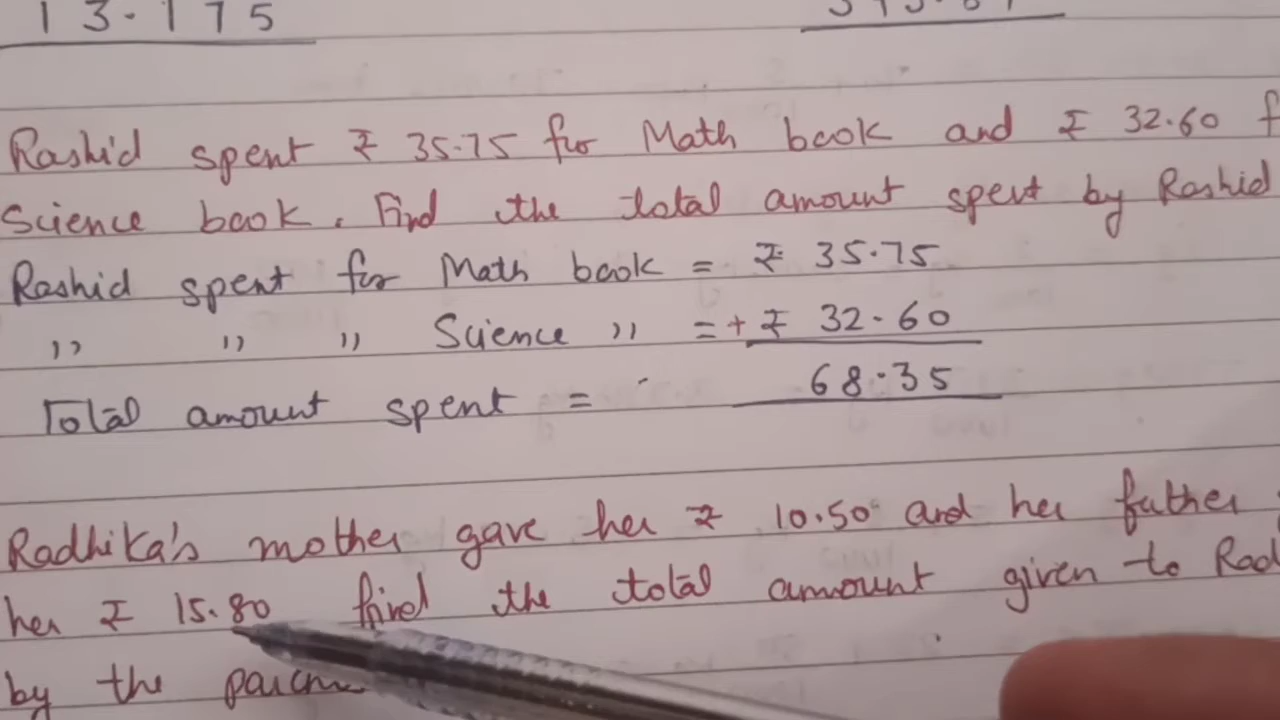 13.175
Rashid spent ₹ 35.75 for Math book and ₹ 32.60
Science book. Find the total amount spent by Rashid
Rashid spent for Math book = ₹ 35.75
,, ,, ,, Science ,, = + ₹ 32.60
Total amount spent = 68.35
Radhika's mother gave her ₹ 10.50 and her father
her ₹ 15.80 find the total amount given to Rad
by the